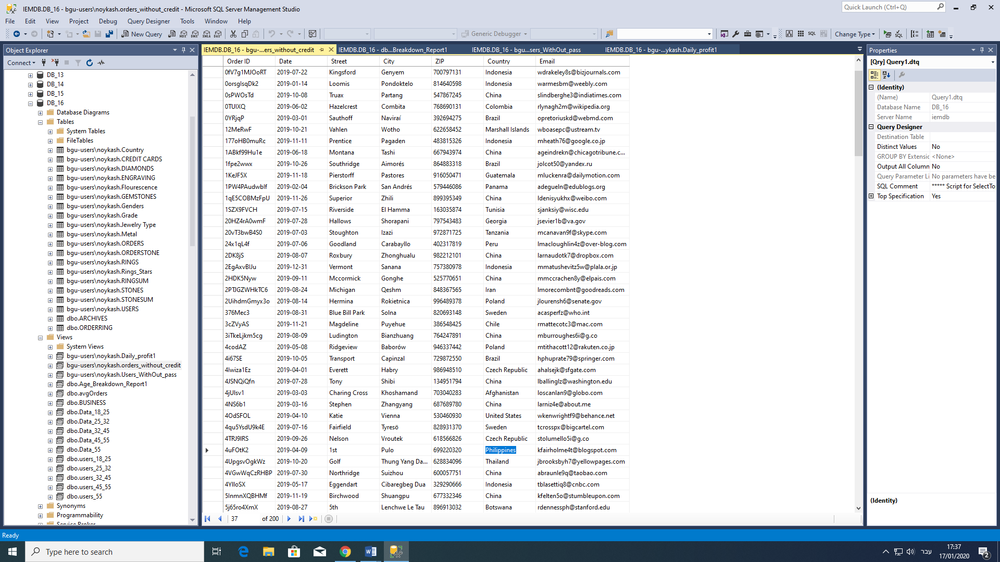 IEMDB.DB_16 - bgu-users\noykash.orders_without_credit - Microsoft SQL Server Management Studio
Quick Launch (Ctrl+Q)
File Edit View Project Debug Query Designer Tools Window Help
New Query MDX DMX XMLA DAX Generic Debugger SQL Change Type
Object Explorer
Connect
DB_13
DB_14
DB_15
DB_16
Database Diagrams
Tables
System Tables
FileTables
bgu-users\noykash.Country
bgu-users\noykash.CREDIT CARDS
bgu-users\noykash.DIAMONDS
bgu-users\noykash.ENGRAVING
bgu-users\noykash.Flourescence
bgu-users\noykash.GEMSTONES
bgu-users\noykash.Genders
bgu-users\noykash.Grade
bgu-users\noykash.Jewelry Type
bgu-users\noykash.Metal
bgu-users\noykash.ORDERS
bgu-users\noykash.ORDERSTONE
bgu-users\noykash.RINGS
bgu-users\noykash.Rings_Stars
bgu-users\noykash.RINGSUM
bgu-users\noykash.STONES
bgu-users\noykash.STONESUM
bgu-users\noykash.USERS
dbo.ARCHIVES
dbo.ORDERRING
Views
System Views
bgu-users\noykash.Daily_profit1
bgu-users\noykash.orders_without_credit
bgu-users\noykash.Users_WithOut_pass
dbo.Age_Breakdown_Report1
dbo.avgOrders
dbo.BUSINESS
dbo.Data_18_25
dbo.Data_25_32
dbo.Data_32_45
dbo.Data_45_55
dbo.Data_55
dbo.users_18_25
dbo.users_25_32
dbo.users_32_45
dbo.users_45_55
dbo.users_55
Synonyms
Programmability
Service Broker
IEMDB.DB_16 - bgu-...ers_without_credit IEMDB.DB_16 - db...Breakdown_Report1 IEMDB.DB_16 - bgu...sers_WithOut_pass IEMDB.DB_16 - bgu-...ykash.Daily_profit1
Order ID Date Street City ZIP Country Email
0fV7g1MJOoRT 2019-07-22 Kingsford Genyem 700797131 Indonesia wdrakeley8s@bizjournals.com
0orsglsqDk2 2019-01-14 Loomis Pondoktelo 814640598 Indonesia warmesbm@weebly.com
0sPWOsTd 2019-10-08 Truax Partang 547867245 China slindberghe3@indiatimes.com
0TUIXQ 2019-06-02 Hazelcrest Combita 768690131 Colombia rlynagh2m@wikipedia.org
0YRjqP 2019-03-01 Sauthoff Naviraí 392694275 Brazil opretoriuskd@webmd.com
12MeRwF 2019-10-21 Vahlen Wotho 622658452 Marshall Islands wboasepc@ustream.tv
177oHB0muRc 2019-11-11 Prentice Pagaden 483815326 Indonesia mheath76@google.co.jp
1ABkf99Hu1e 2019-06-18 Montana Tashi 667943974 China ageindrekn@chicagotribune.c...
1fpe2wwx 2019-10-26 Southridge Aimorés 864883318 Brazil jolcot50@yandex.ru
1KeJF5X 2019-11-18 Pierstorff Pastores 916050471 Guatemala mluckenra@dailymotion.com
1PW4PAudwbIf 2019-02-04 Brickson Park San Andrés 579446086 Panama adegueln@edublogs.org
1qE5COBMzFpU 2019-11-26 Superior Zhili 899395349 China ldenisyukhx@weibo.com
1SZX9FVCH 2019-07-15 Riverside El Hamma 163035874 Tunisia sjanksiy@wisc.edu
20HZ4rA0wmF 2019-07-28 Hallows Shorapani 797543483 Georgia jsevier1b@va.gov
20vT3bwB4S0 2019-07-03 Stoughton Izazi 972871725 Tanzania mcanavan9f@skype.com
24x1qL4f 2019-07-06 Goodland Carabayllo 402317819 Peru lmacloughlin4z@over-blog.com
2DK8jS 2019-08-07 Roxbury Zhonghualu 982212101 China larnaudotk7@dropbox.com
2EgAxvBIJu 2019-12-31 Vermont Sanana 757380978 Indonesia mmatushevitz5w@plala.or.jp
2HDK5Nyw 2019-09-11 Mccormick Gonghe 525770651 China mmccrachen8y@elpais.com
2PTJGZWHkTC6 2019-08-24 Michigan Qeshm 848367565 Iran lmorecombnt@goodreads.com
2UihdmGmyx3o 2019-08-14 Hermina Rokietnica 996489378 Poland jlourensh6@senate.gov
376Mec3 2019-08-31 Blue Bill Park Solna 820693148 Sweden acasperfz@who.int
3cZVyAS 2019-11-21 Magdeline Puyehue 386548425 Chile rmattecotc3@mac.com
3iTkeLjkm5cg 2019-08-09 Ludington Bianzhuang 764247891 China mburroughes6i@g.co
4codAZ 2019-05-08 Ridgeview Baborów 946337442 Poland mtithacott12@rakuten.co.jp
4i67SE 2019-10-05 Transport Capinzal 729872550 Brazil hphuprate79@springer.com
4lwiza1Ez 2019-04-01 Everett Habry 986948510 Czech Republic ahalsejk@sfgate.com
4JSNQiQfn 2019-07-28 Tony Shibi 134951794 China lballinglz@washington.edu
4jUlsv1 2019-03-03 Charing Cross Khoshamand 703040283 Afghanistan loscanlan9@globo.com
4NS6b1 2019-03-16 Stephen Zhangyang 687689780 China larniz4e@about.me
4OdSFOL 2019-04-10 Katie Vienna 530460930 United States wkenwrightf9@behance.net
4qu5YsdU9k4E 2019-07-16 Fairfield Tyresö 828931370 Sweden tcrosspx@bigcartel.com
4TRJ9IRS 2019-09-26 Nelson Vroutek 618566826 Czech Republic stolumello5i@g.co
4uFOtK2 2019-04-09 1st Pulo 699220320 Philippines kfairholme4t@blogspot.com
4UpgsvOgkWz 2019-10-20 Golf Thung Yang Da... 628834096 Thailand jbrooksbyh7@yellowpages.com
4VGwWqCzRHBP 2019-07-30 Northridge Suizhou 600057751 China abraunle9q@taobao.com
4YlloSX 2019-05-17 Eggendart Cibaregbeg Dua 329290666 Indonesia tblasettiq8@cnbc.com
5lnmnXQBHMf 2019-11-19 Birchwood Shuangpu 677332346 China kfelten5o@stumbleupon.com
5j65ro4XmX 2019-08-27 5th Lenchwe Le Tau 896913032 Botswana rdennessph@stanford.edu
37 of 200
Properties
[Qry] Query1.dtq
(Identity)
(Name) Query1.dtq
Database Name DB_16
Server Name iemdb
Query Designer
Destination Table
Distinct Values No
GROUP BY Extensic <None>
Output All Column No
Query Parameter Li No parameters have be
SQL Comment ***** Script for SelectTo
Top Specification Yes
(Identity)
Ready
Type here to search
עבר
17:37
17/01/2020
2